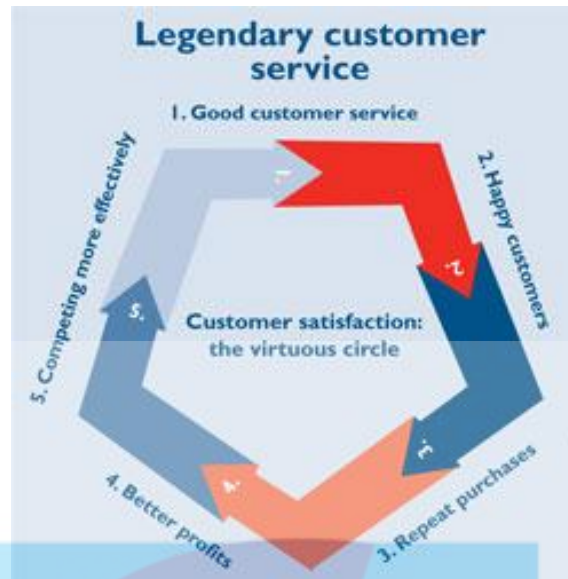 Legendary customer
service
1. Good customer service
2. Happy customers
3. Repeat purchases
4. Better profits
5. Competing more effectively
Customer satisfaction:
the virtuous circle
1.
2.
3.
4.
5.